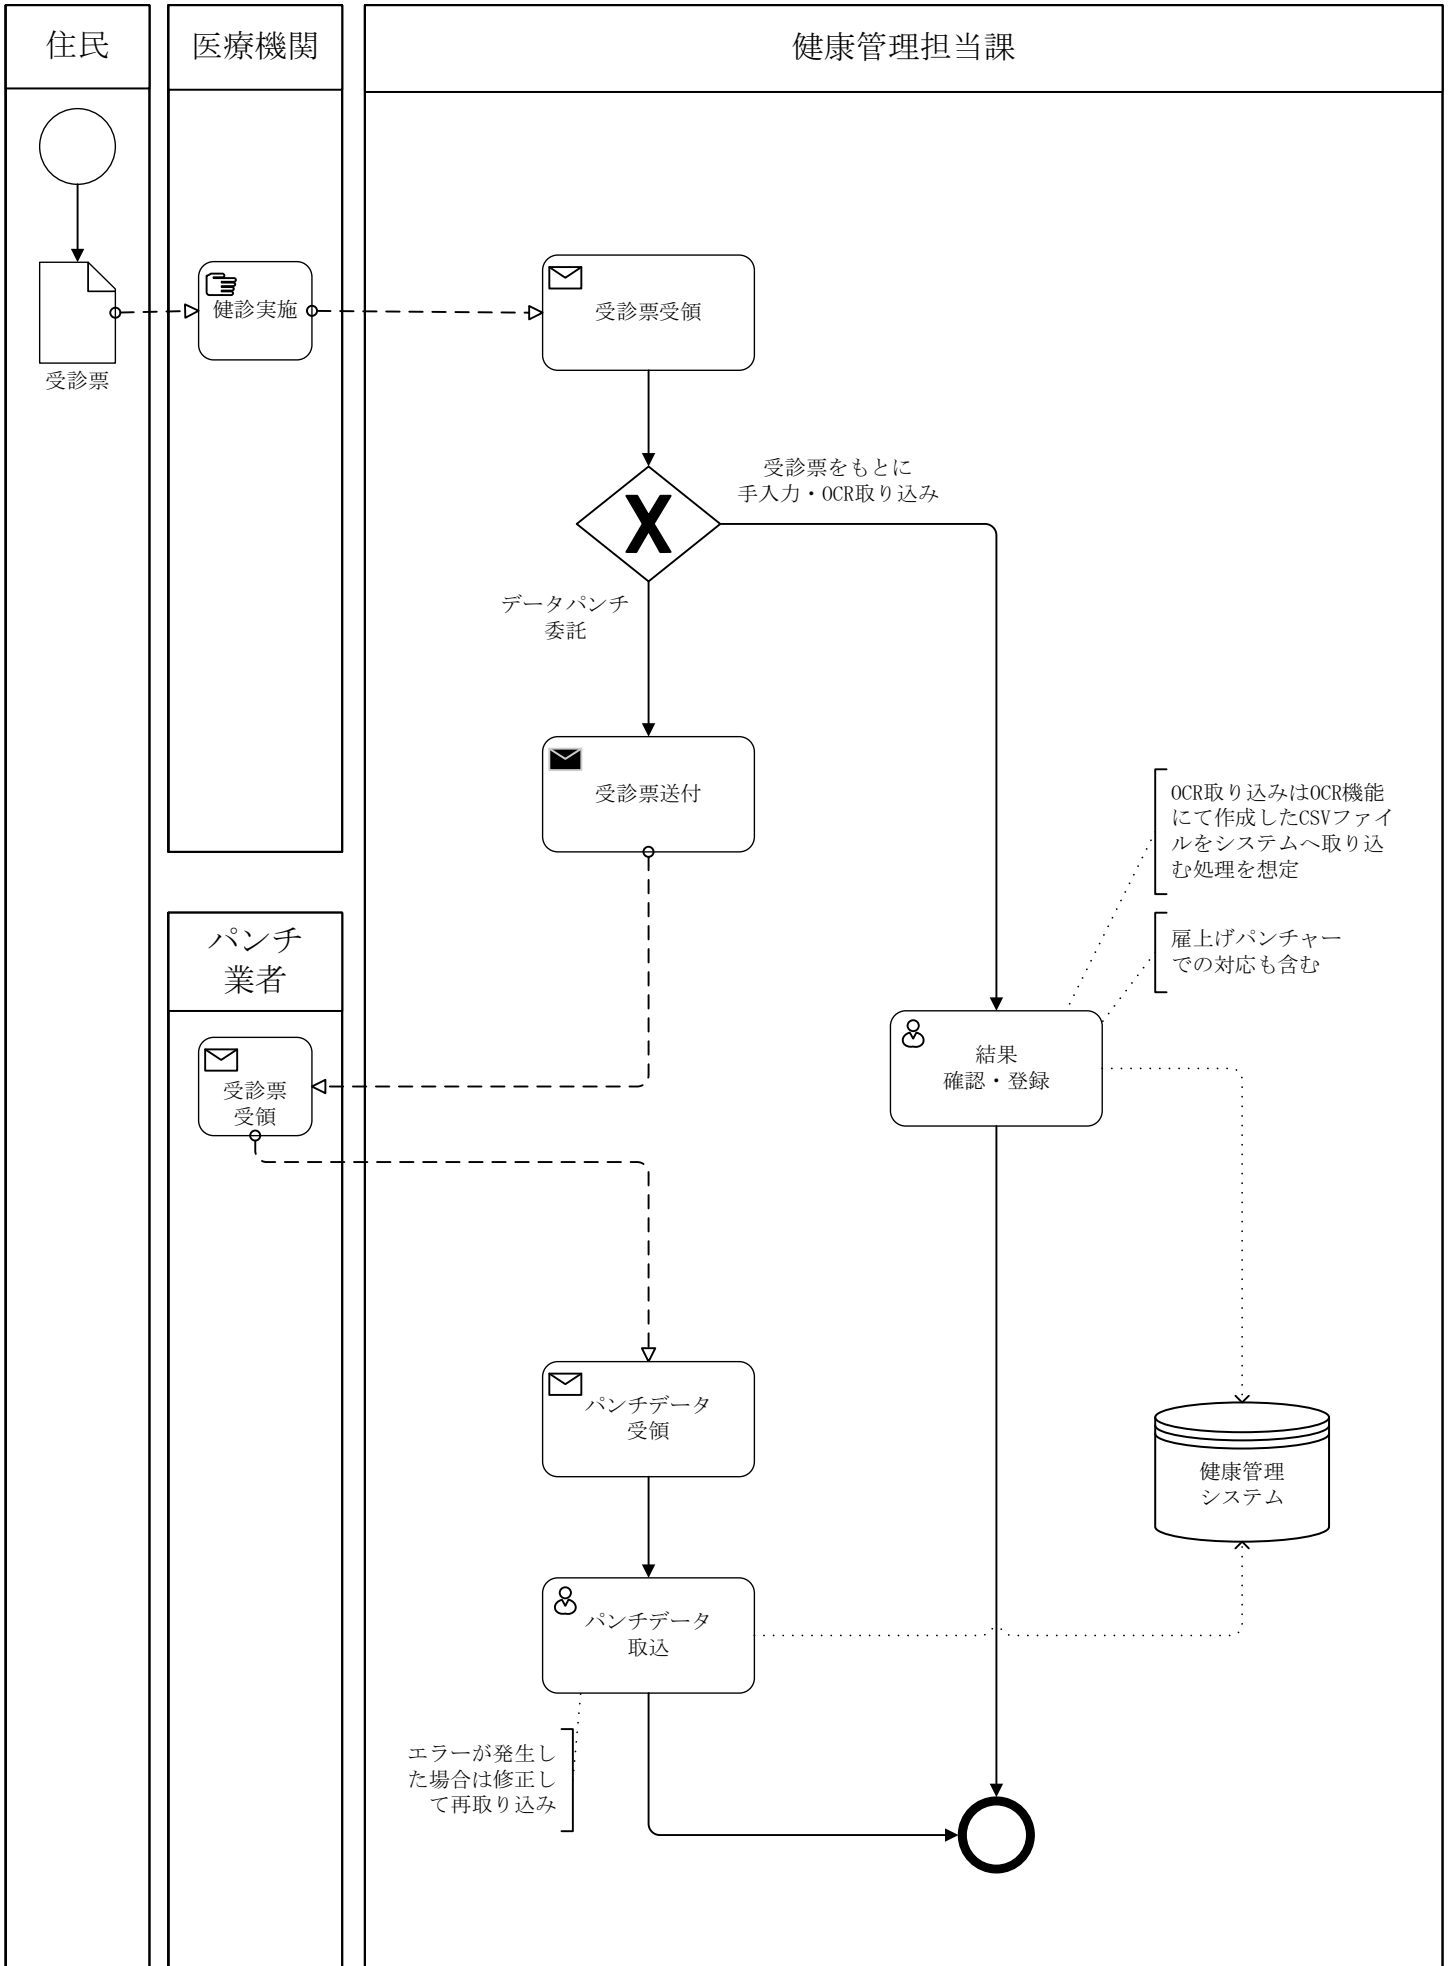 住民
医療機関
健康管理担当課
健診実施
受診票受領
受診票
受診票をもとに
手入力・OCR取り込み
データパンチ
委託
受診票送付
OCR取り込みはOCR機能
にて作成したCSVファイ
ルをシステムへ取り込
む処理を想定
雇上げパンチャー
での対応も含む
パンチ
業者
結果
確認・登録
受診票
受領
パンチデータ
受領
健康管理
システム
パンチデータ
取込
エラーが発生し
た場合は修正し
て再取り込み